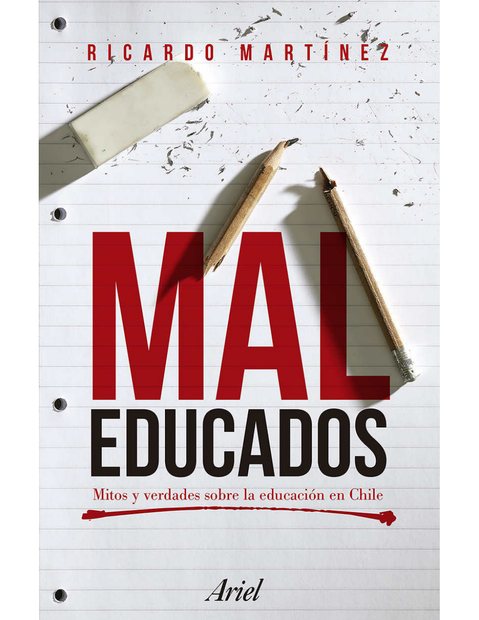 RICARDO MARTÍNEZ
MAL
EDUCADOS
Mitos y verdades sobre la educación en Chile
Ariel